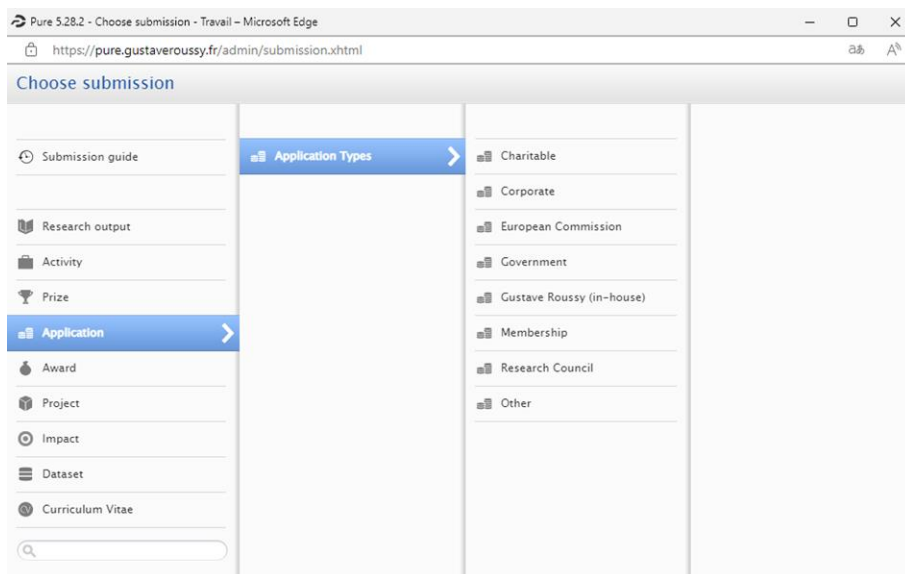 Pure 5.28.2 - Choose submission - Travail – Microsoft Edge
https://pure.gustaveroussy.fr/admin/submission.xhtml
Choose submission
Submission guide
Research output
Activity
Prize
Application
Award
Project
Impact
Dataset
Curriculum Vitae
Application Types
Charitable
Corporate
European Commission
Government
Gustave Roussy (in-house)
Membership
Research Council
Other